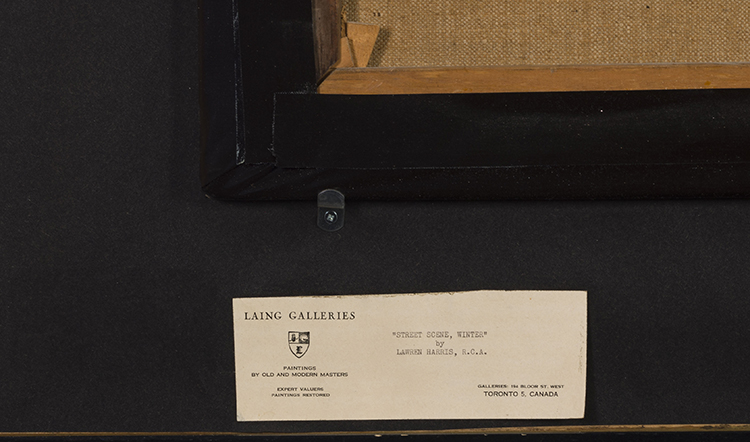 LAING GALLERIES
PAINTINGS
BY OLD AND MODERN MASTERS
EXPERT VALUERS
PAINTINGS RESTORED
"STREET SCENE, WINTER"
by
LAWREN HARRIS, R.C.A.
GALLERIES: 194 BLOOR ST. WEST
TORONTO 5, CANADA